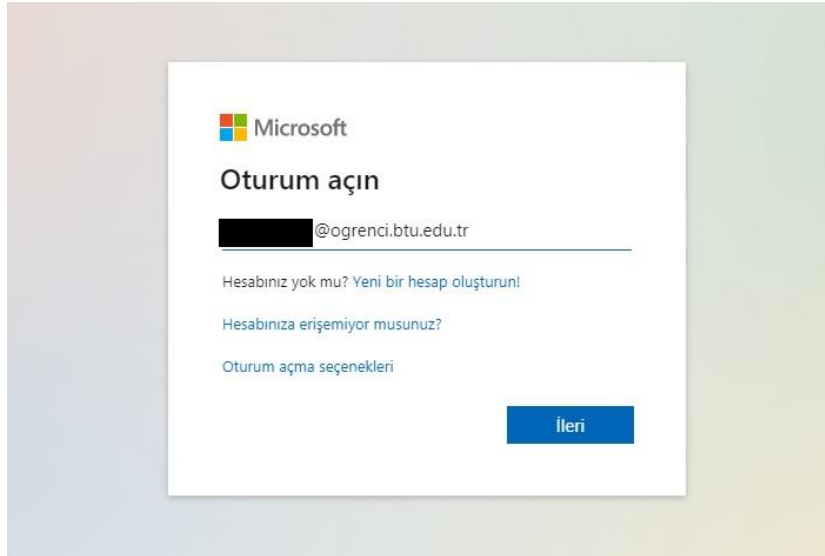 Microsoft
Oturum açın
@ogrenci.btu.edu.tr
Hesabınız yok mu? Yeni bir hesap oluşturun!
Hesabınıza erişemiyor musunuz?
Oturum açma seçenekleri
İleri